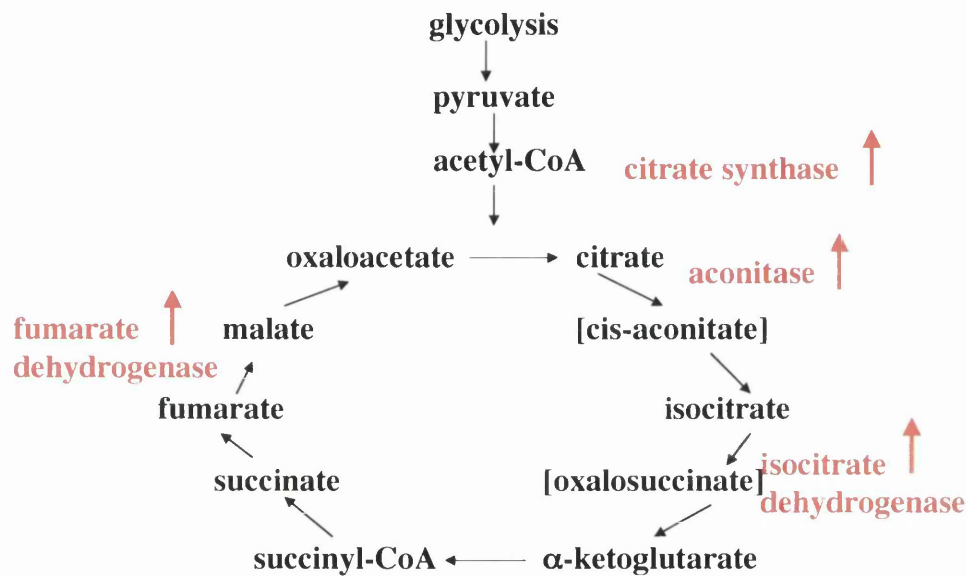 glycolysis
pyruvate
acetyl-CoA
citrate synthase
oxaloacetate
citrate
aconitase
fumarate
dehydrogenase
malate
[cis-aconitate]
fumarate
isocitrate
succinate
[oxalosuccinate]
isocitrate
dehydrogenase
succinyl-CoA
α-ketoglutarate